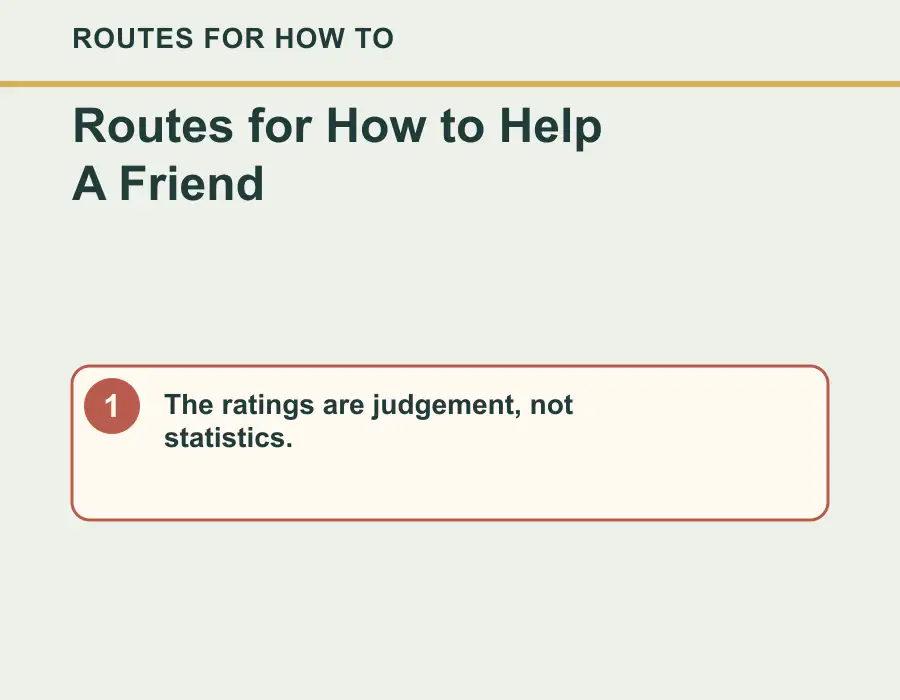 ROUTES FOR HOW TO
Routes for How to Help
A Friend
1
The ratings are judgement, not
statistics.